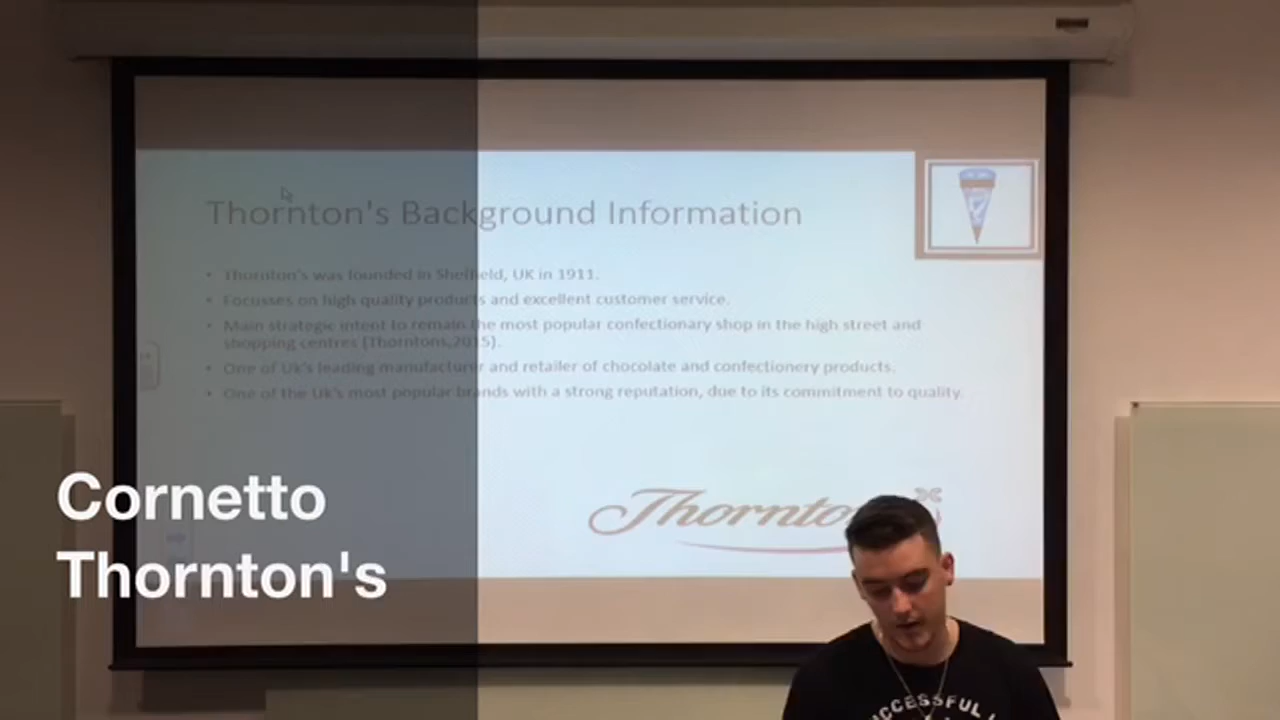 Thornton's Background Information
• Thornton's was founded in Sheffield, UK in 1911.
• Focusses on high quality products and excellent customer service.
• Main strategic intent to remain the most popular confectionary shop in the high street and
shopping centres (Thorntons,2015).
• One of Uk's leading manufacturer and retailer of chocolate and confectionery products.
• One of the Uk's most popular brands with a strong reputation, due to its commitment to quality.
Cornetto
Thornton's
Thornto
CCESSFUL